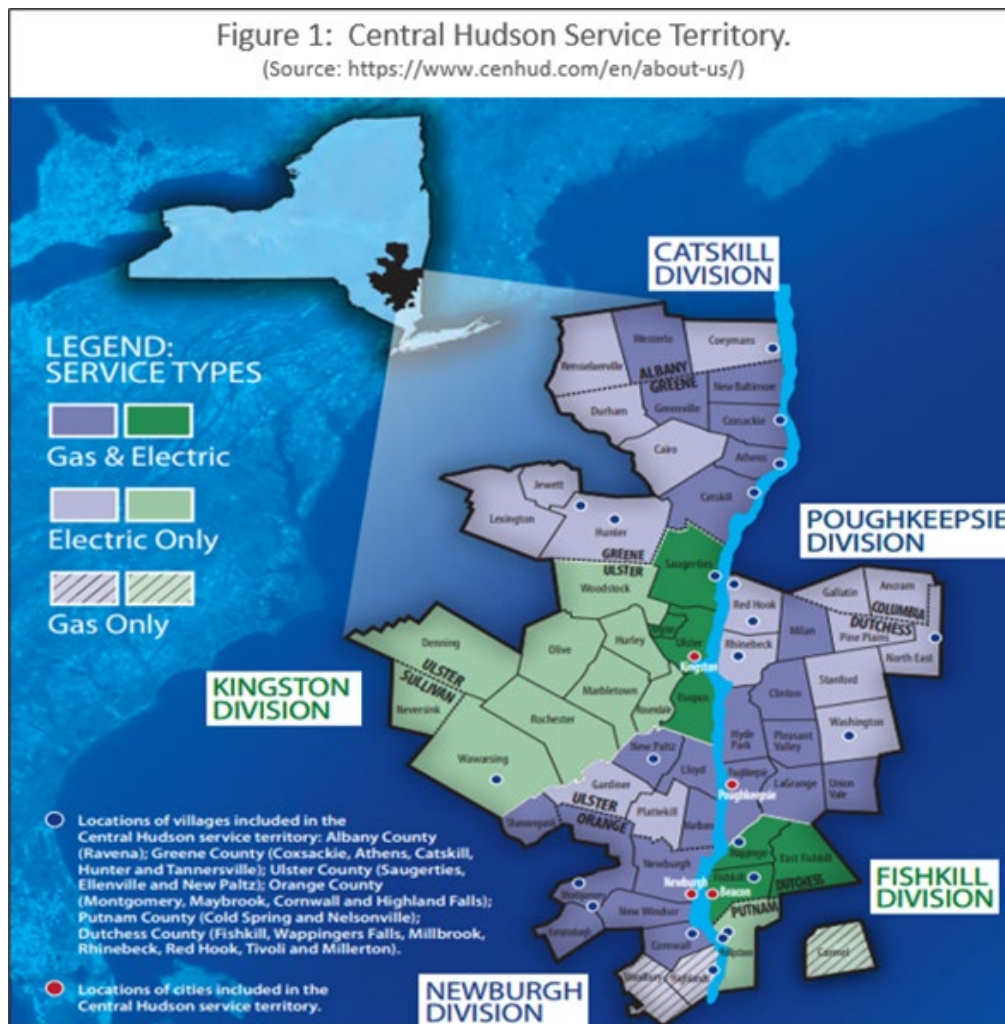 Figure 1: Central Hudson Service Territory.
(Source: https://www.cenhud.com/en/about-us/)
CATSKILL
DIVISION
LEGEND:
SERVICE TYPES
Gas & Electric
Electric Only
Gas Only
Westerlo
Coeymans
Rensselaerville
ALBANY
GREENE
New Baltimore
Durham
Greenville
Coxsackie
Cairo
Athens
Catskill
Jewett
Lexington
Hunter
GREENE
ULSTER
POUGHKEEPSIE
DIVISION
Saugerties
Woodstock
Red Hook
Gallatin
Ancram
COLUMBIA
DUTCHESS
Pine Plains
Milan
Rhinebeck
North East
Denning
Olive
Hurley
Ulster
Kingston
ULSTER
SULLIVAN
Stanford
KINGSTON
DIVISION
Neversink
Marbletown
Rochester
Rosendale
Esopus
Clinton
Washington
Wawarsing
Hyde
Park
Pleasant
Valley
New Paltz
Lloyd
Poughkeepsie
Poughkeepsie
LaGrange
Union
Vale
Gardiner
ULSTER
ORANGE
Plattekill
Shawangunk
Wappinger
East Fishkill
Newburgh
Fishkill
DUTCHESS
FISHKILL
DIVISION
Newburgh
Beacon
Montgomery
New Windsor
PUTNAM
Cornwall
Carmel
Woodbury
Highlands
Locations of villages included in the
Central Hudson service territory: Albany County
(Ravena); Greene County (Coxsackie, Athens, Catskill,
Hunter and Tannersville); Ulster County (Saugerties,
Ellenville and New Paltz); Orange County
(Montgomery, Maybrook, Cornwall and Highland Falls);
Putnam County (Cold Spring and Nelsonville);
Dutchess County (Fishkill, Wappingers Falls, Millbrook,
Rhinebeck, Red Hook, Tivoli and Millerton).
Locations of cities included in the
Central Hudson service territory.
NEWBURGH
DIVISION